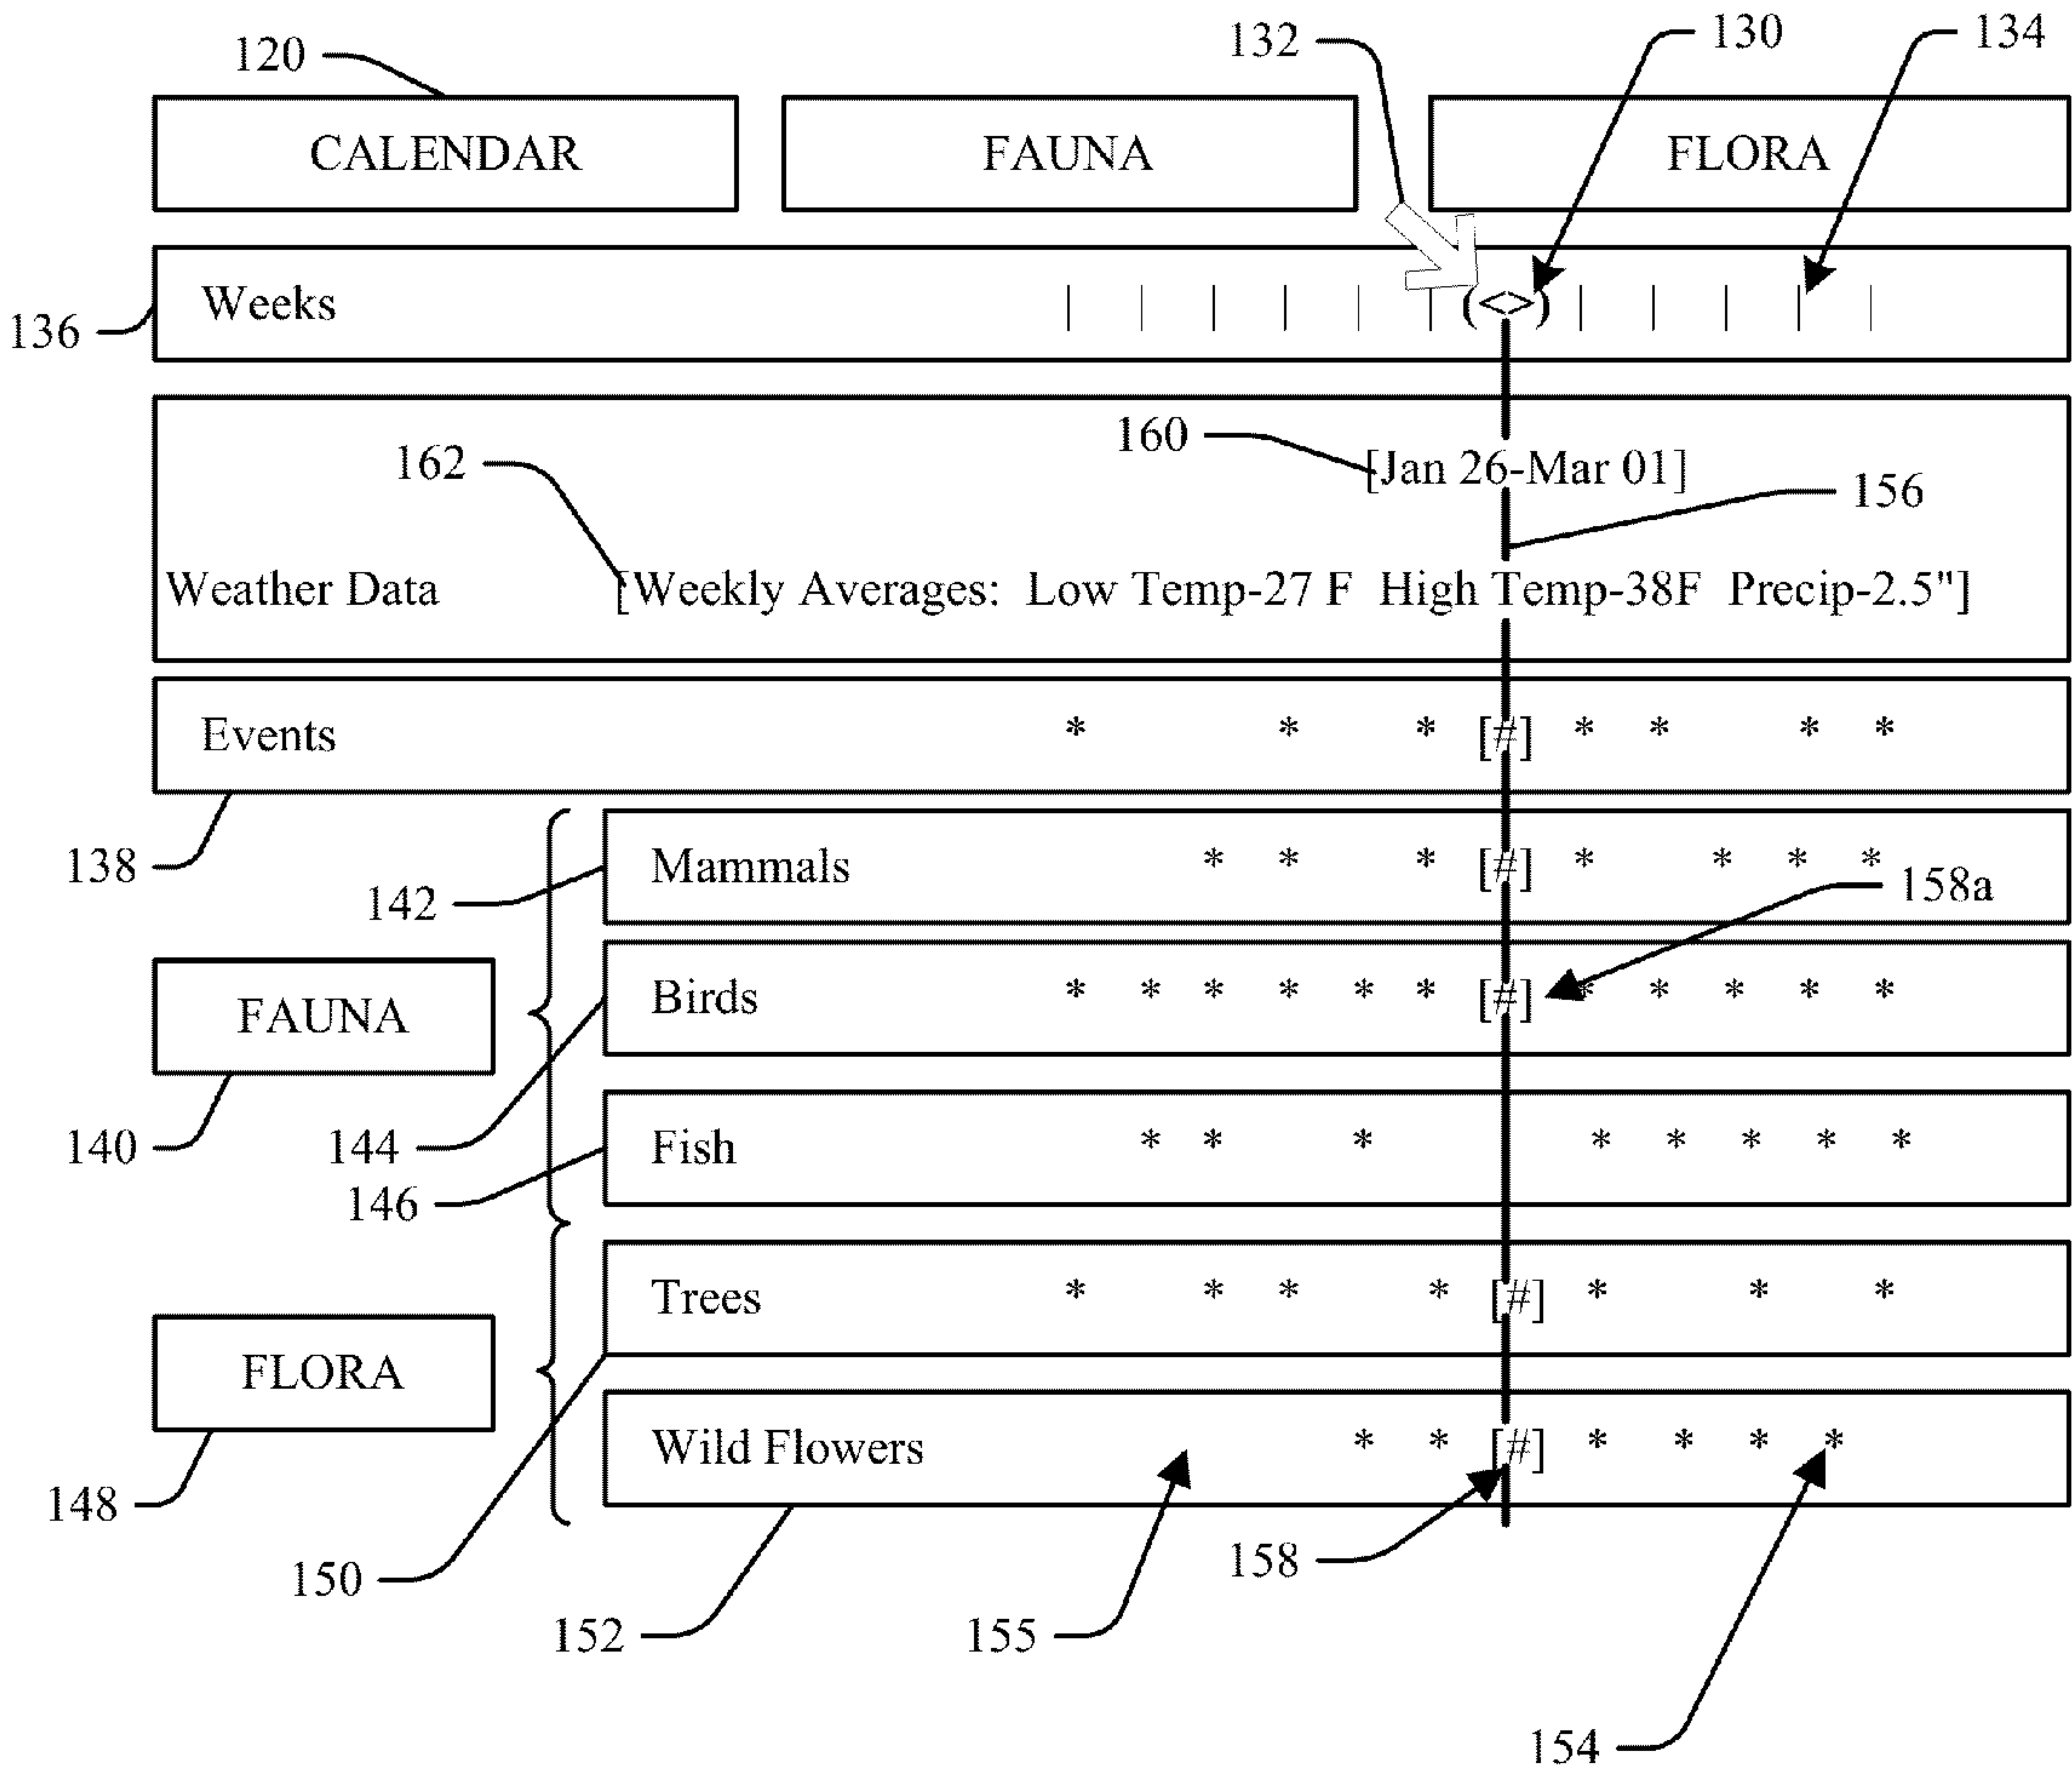 132 130 134
120
CALENDAR FAUNA FLORA
Weeks | | | | | | (<>) | | | | |
136
160 [Jan 26-Mar 01]
162
156
Weather Data [Weekly Averages: Low Temp-27 F High Temp-38F Precip-2.5"]
Events * * * [#] * * * *
138
Mammals * * * [#] * * * *
142
158a
Birds * * * * * * [#] * * * * *
FAUNA
140
144
Fish * * * * * * * *
146
Trees * * * * [#] * * *
FLORA
Wild Flowers * * [#] * * * *
148
150
158
152
155
154